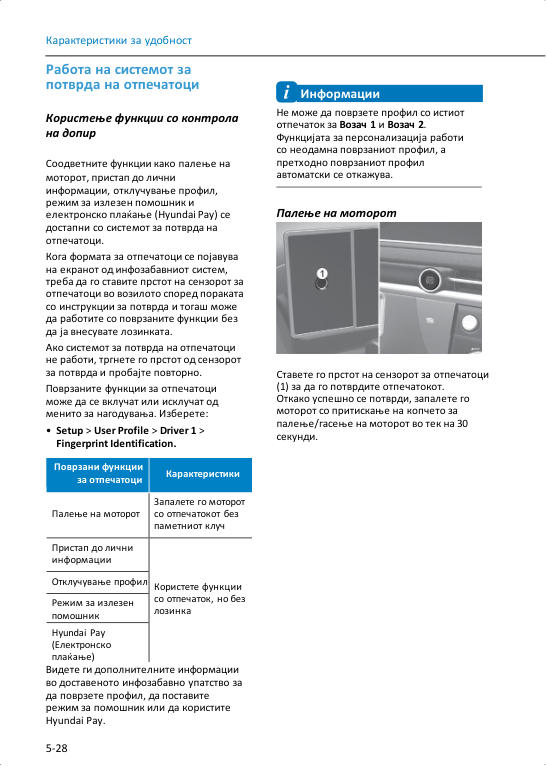 Карактеристики за удобност
Работа на системот за
потврда на отпечатоци
Користење функции со контрола
на допир
Соодветните функции како палење на
моторот, пристап до лични
информации, отклучување профил,
режим за излезен помошник и
електронско плаќање (Hyundai Pay) се
достапни со системот за потврда на
отпечатоци.
Кога формата за отпечатоци се појавува
на екранот од инфозабавниот систем,
треба да го ставите прстот на сензорот за
отпечатоци во возилото според пораката
со инструкции за потврда и тогаш може
да работите со поврзаните функции без
да ја внесувате лозинката.
Ако системот за потврда на отпечатоци
не работи, тргнете го прстот од сензорот
за потврда и пробајте повторно.
Поврзаните функции за отпечатоци
може да се вклучат или исклучат од
менито за нагодувања. Изберете:
• Setup > User Profile > Driver 1 >
Fingerprint Identification.
Поврзани функции
за отпечатоци
Карактеристики
Палење на моторот
Запалете го моторот
со отпечатокот без
паметниот клуч
Пристап до лични
информации
Отклучување профил
Режим за излезен
помошник
Hyundai Pay
(Електронско
плаќање)
Користете функции
со отпечаток, но без
лозинка
Видете ги дополнителните информации
во доставеното инфозабавно упатство за
да поврзете профил, да поставите
режим за помошник или да користите
Hyundai Pay.
i Информации
Не може да поврзете профил со истиот
отпечаток за Возач 1 и Возач 2.
Функцијата за персонализација работи
со неодамна поврзаниот профил, а
претходно поврзаниот профил
автоматски се откажува.
Палење на моторот
1
Ставете го прстот на сензорот за отпечатоци
(1) за да го потврдите отпечатокот.
Откако успешно се потврди, запалете го
моторот со притискање на копчето за
палење/гасење на моторот во тек на 30
секунди.
5-28